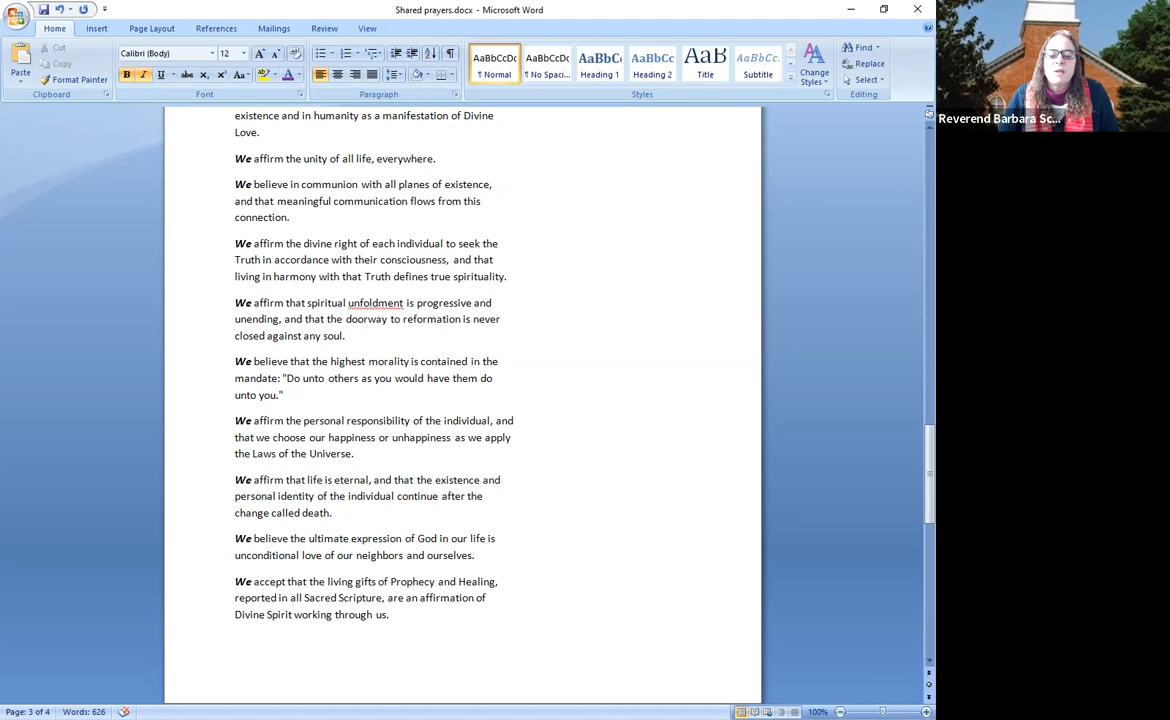 Shared prayers.docx - Microsoft Word
Home Insert Page Layout References Mailings Review View
Paste
Cut
Copy
Format Painter
Clipboard
Calibri (Body) 12
B I U abc x₂ x² Aa
Font
Paragraph
AaBbCcDc AaBbCcDc AaBbCc AaBbCc AaB AaBbCc.
¶ Normal ¶ No Spaci... Heading 1 Heading 2 Title Subtitle
Change
Styles
Styles
Find
Replace
Select
Editing
existence and in humanity as a manifestation of Divine
Love.
We affirm the unity of all life, everywhere.
We believe in communion with all planes of existence,
and that meaningful communication flows from this
connection.
We affirm the divine right of each individual to seek the
Truth in accordance with their consciousness, and that
living in harmony with that Truth defines true spirituality.
We affirm that spiritual unfoldment is progressive and
unending, and that the doorway to reformation is never
closed against any soul.
We believe that the highest morality is contained in the
mandate: "Do unto others as you would have them do
unto you."
We affirm the personal responsibility of the individual, and
that we choose our happiness or unhappiness as we apply
the Laws of the Universe.
We affirm that life is eternal, and that the existence and
personal identity of the individual continue after the
change called death.
We believe the ultimate expression of God in our life is
unconditional love of our neighbors and ourselves.
We accept that the living gifts of Prophecy and Healing,
reported in all Sacred Scripture, are an affirmation of
Divine Spirit working through us.
Page: 3 of 4 Words: 626
100%
Reverend Barbara Sc...